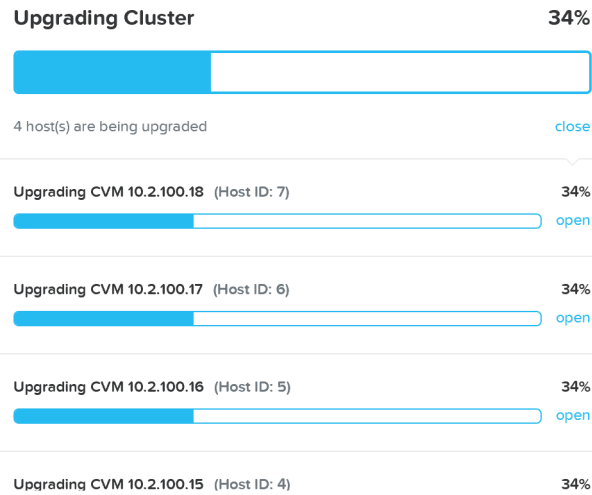 Upgrading Cluster 34%
4 host(s) are being upgraded close
Upgrading CVM 10.2.100.18 (Host ID: 7) 34%
open
Upgrading CVM 10.2.100.17 (Host ID: 6) 34%
open
Upgrading CVM 10.2.100.16 (Host ID: 5) 34%
open
Upgrading CVM 10.2.100.15 (Host ID: 4) 34%